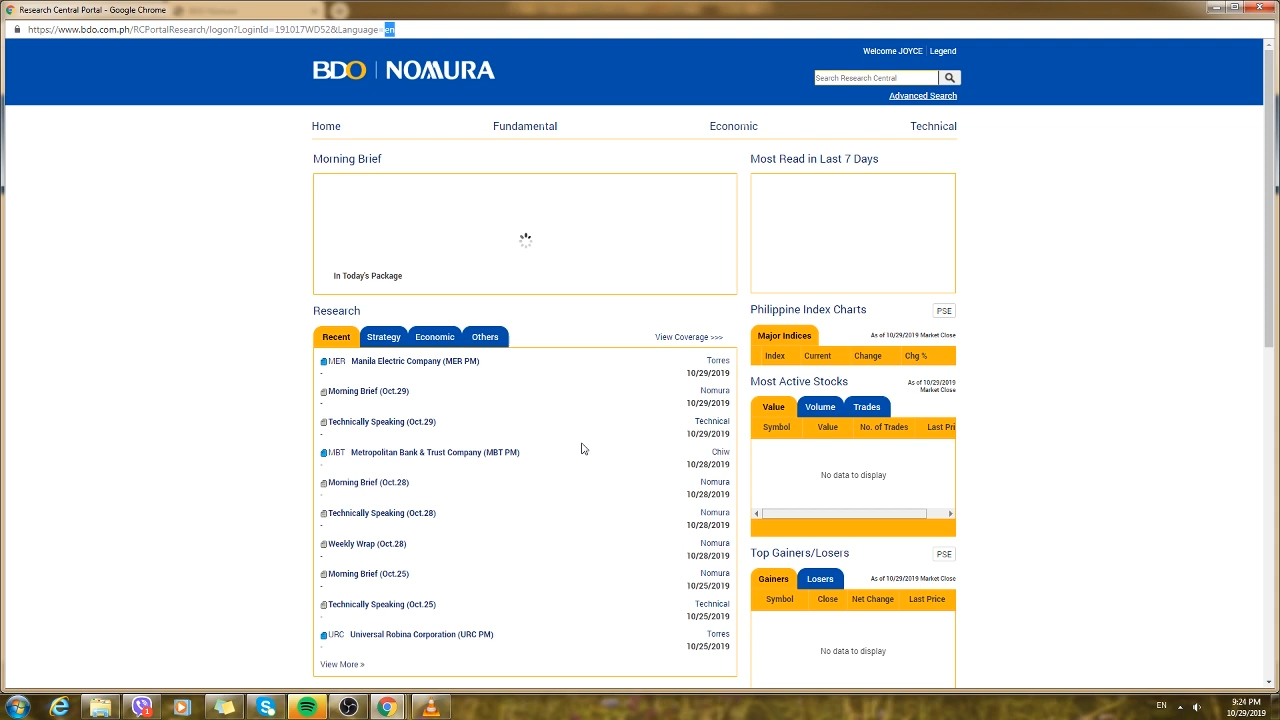 Research Central Portal - Google Chrome
https://www.bdo.com.ph/RCPortalResearch/logon?LoginId=191017WD52&Language=en
Welcome JOYCE | Legend
BDO | NOMURA
Search Research Central
Advanced Search
Home Fundamental Economic Technical
Morning Brief
In Today's Package
Most Read in Last 7 Days
Research
Recent Strategy Economic Others View Coverage >>>
MER Manila Electric Company (MER PM) Torres
- 10/29/2019
Morning Brief (Oct.29) Nomura
- 10/29/2019
Technically Speaking (Oct.29) Technical
- 10/29/2019
MBT Metropolitan Bank & Trust Company (MBT PM) Chiw
- 10/28/2019
Morning Brief (Oct.28) Nomura
- 10/28/2019
Technically Speaking (Oct.28) Nomura
- 10/28/2019
Weekly Wrap (Oct.28) Nomura
- 10/28/2019
Morning Brief (Oct.25) Nomura
- 10/25/2019
Technically Speaking (Oct.25) Technical
- 10/25/2019
URC Universal Robina Corporation (URC PM) Torres
- 10/25/2019
View More »
Philippine Index Charts PSE
Major Indices As of 10/29/2019 Market Close
Index Current Change Chg %
Most Active Stocks As of 10/29/2019
Market Close
Value Volume Trades
Symbol Value No. of Trades Last Pri
No data to display
Top Gainers/Losers PSE
Gainers Losers As of 10/29/2019 Market Close
Symbol Close Net Change Last Price
No data to display
EN 9:24 PM
10/29/2019